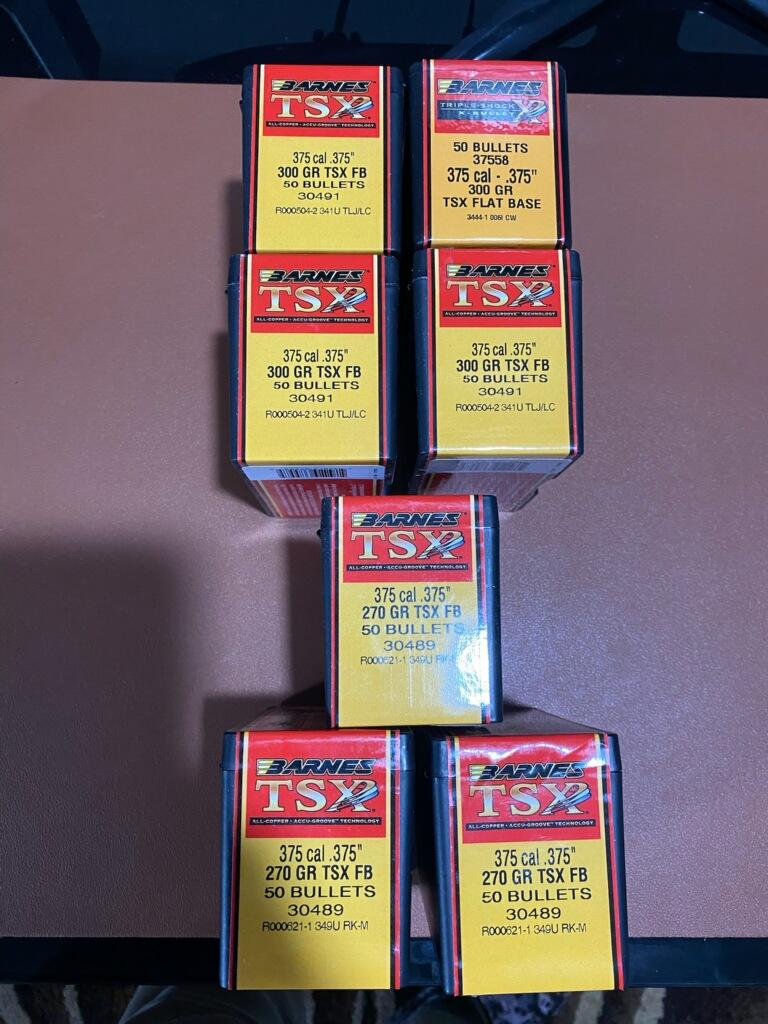 BARNES
TSX
ALL-COPPER • ACCU-GROOVE™ TECHNOLOGY
375 cal .375"
300 GR TSX FB
50 BULLETS
30491
R000504-2 341U TLJ/LC
BARNES
TRIPLE-SHOCK
X-BULLET
50 BULLETS
37558
375 cal - .375"
300 GR
TSX FLAT BASE
3444-1 006I CW
BARNES
TSX
ALL-COPPER • ACCU-GROOVE™ TECHNOLOGY
375 cal .375"
300 GR TSX FB
50 BULLETS
30491
R000504-2 341U TLJ/LC
BARNES
TSX
ALL-COPPER • ACCU-GROOVE™ TECHNOLOGY
375 cal .375"
300 GR TSX FB
50 BULLETS
30491
R000504-2 341U TLJ/LC
BARNES
TSX
ALL-COPPER • ACCU-GROOVE™ TECHNOLOGY
375 cal .375"
270 GR TSX FB
50 BULLETS
30489
R000621-1 349U
BARNES
TSX
ALL-COPPER • ACCU-GROOVE™ TECHNOLOGY
375 cal .375"
270 GR TSX FB
50 BULLETS
30489
R000621-1 349U RK-M
BARNES
TSX
ALL-COPPER • ACCU-GROOVE™ TECHNOLOGY
375 cal .375"
270 GR TSX FB
50 BULLETS
30489
R000621-1 349U RK-M